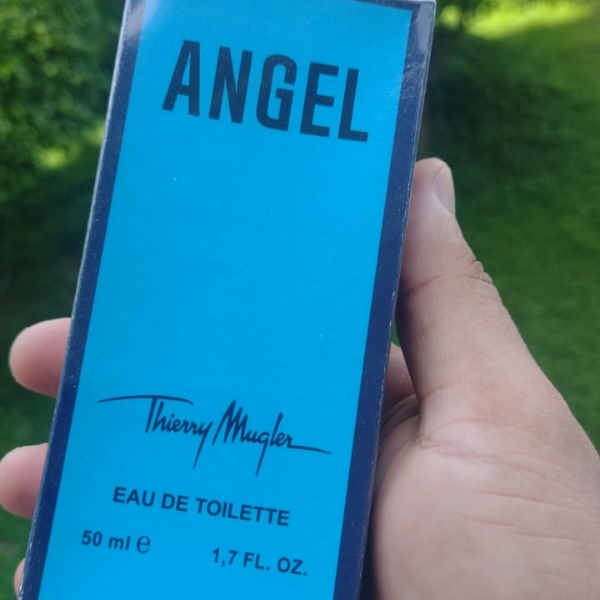 ANGEL
Thierry Mugler
EAU DE TOILETTE
50 ml ℮ 1,7 FL. OZ.